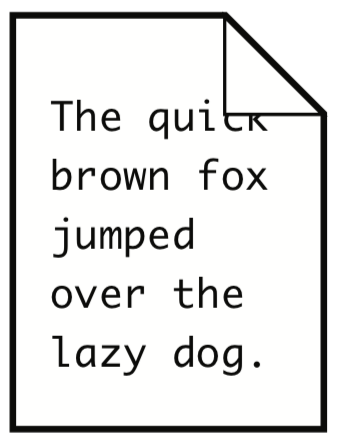 The quick
brown fox
jumped
over the
lazy dog.